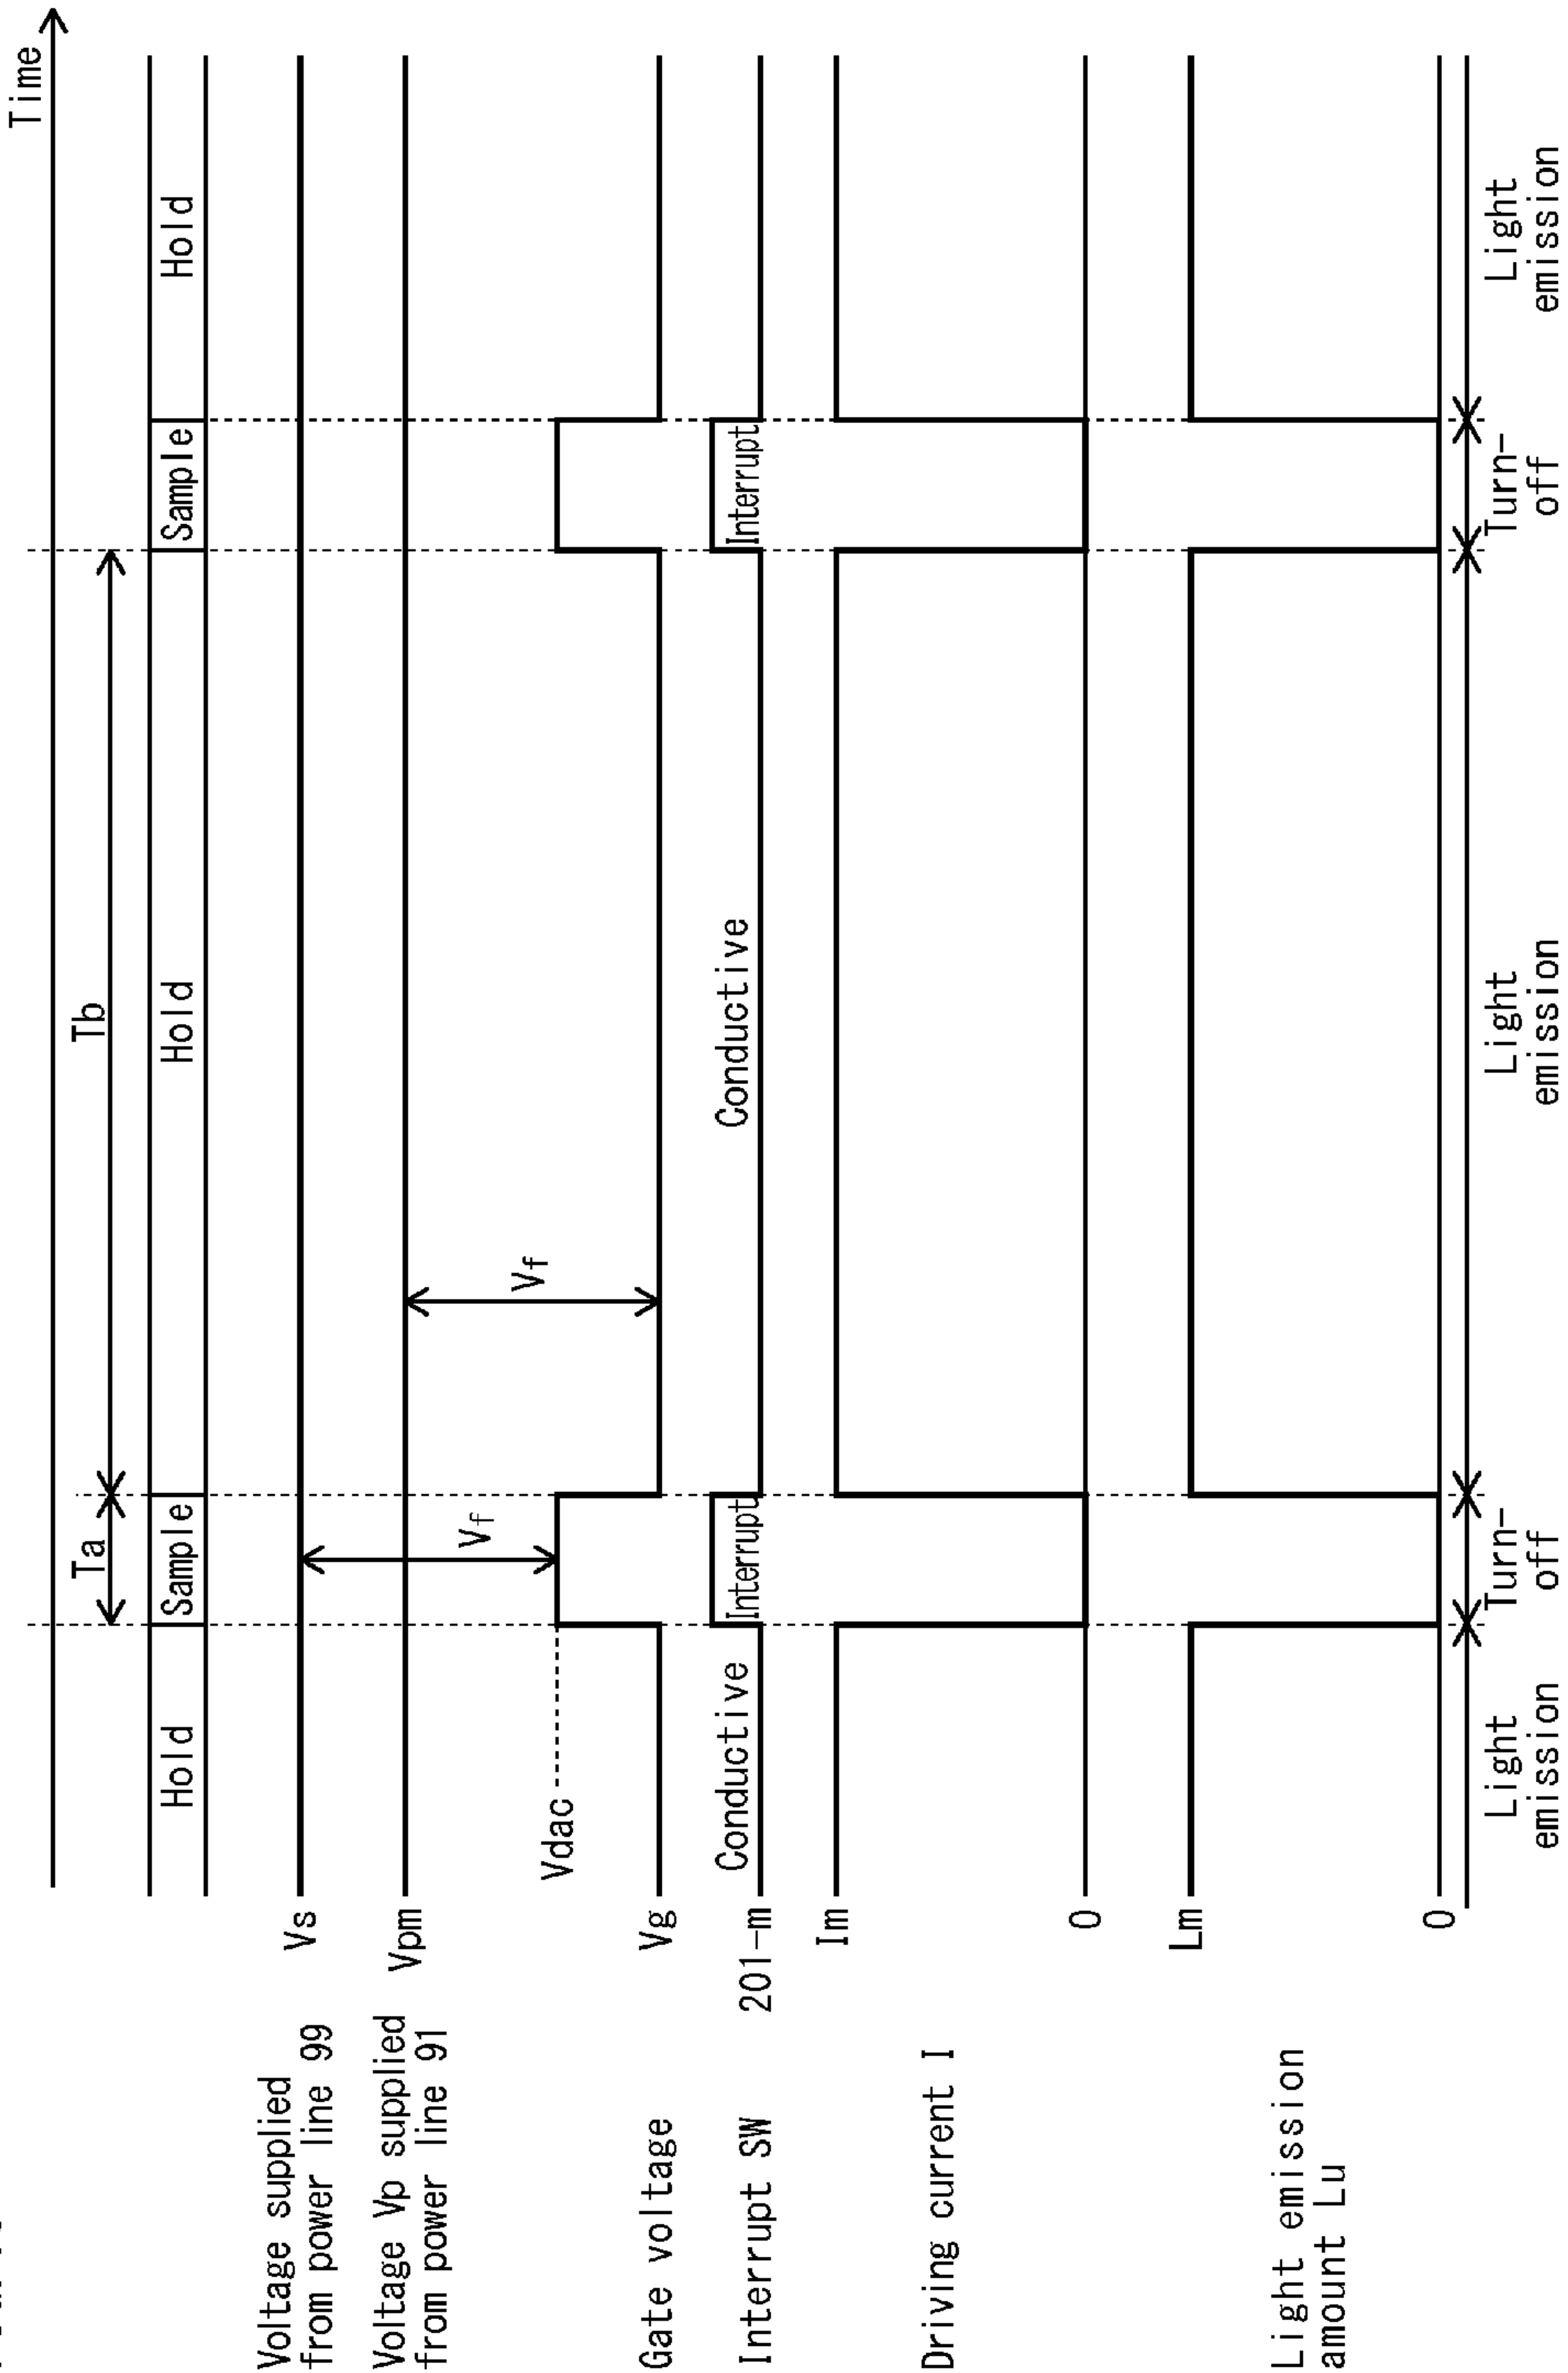 Time
Ta
Tb
Hold
Sample
Hold
Sample
Hold
Voltage supplied
from power line 99
Vs
Voltage Vp supplied
from power line 91
Vpm
Vf
Vf
Vdac
Gate voltage
Vg
Interrupt SW 201-m
Conductive
Interrupt
Conductive
Interrupt
Driving current I
Im
0
Light emission
amount Lu
Lm
0
Light
emission
Turn-
off
Light
emission
Turn-
off
Light
emission